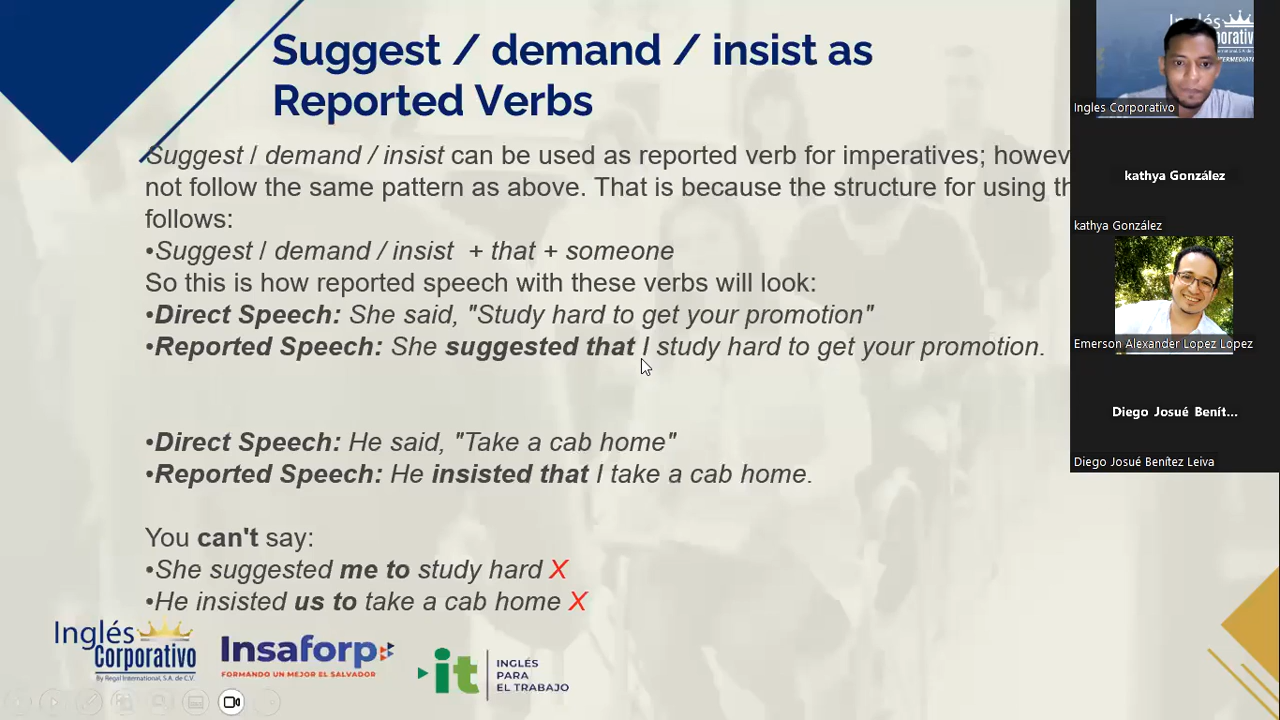 Suggest / demand / insist as
Reported Verbs
Suggest / demand / insist can be used as reported verb for imperatives;
not follow the same pattern as above. That is because the structure for using
follows:
•Suggest / demand / insist + that + someone
So this is how reported speech with these verbs will look:
•Direct Speech: She said, "Study hard to get your promotion"
•Reported Speech: She suggested that I study hard to get your promotion.
•Direct Speech: He said, "Take a cab home"
•Reported Speech: He insisted that I take a cab home.
You can't say:
•She suggested me to study hard X
•He insisted us to take a cab home X
Inglés
Corporativo
By Regal International, S.A. de C.V.
Insaforp
FORMANDO UN MEJOR EL SALVADOR
it
INGLÉS
PARA
EL TRABAJO
Inglés
Ingles Corporativo
kathya González
kathya González
Emerson Alexander Lopez Lopez
Diego Josué Benít...
Diego Josué Benítez Leiva